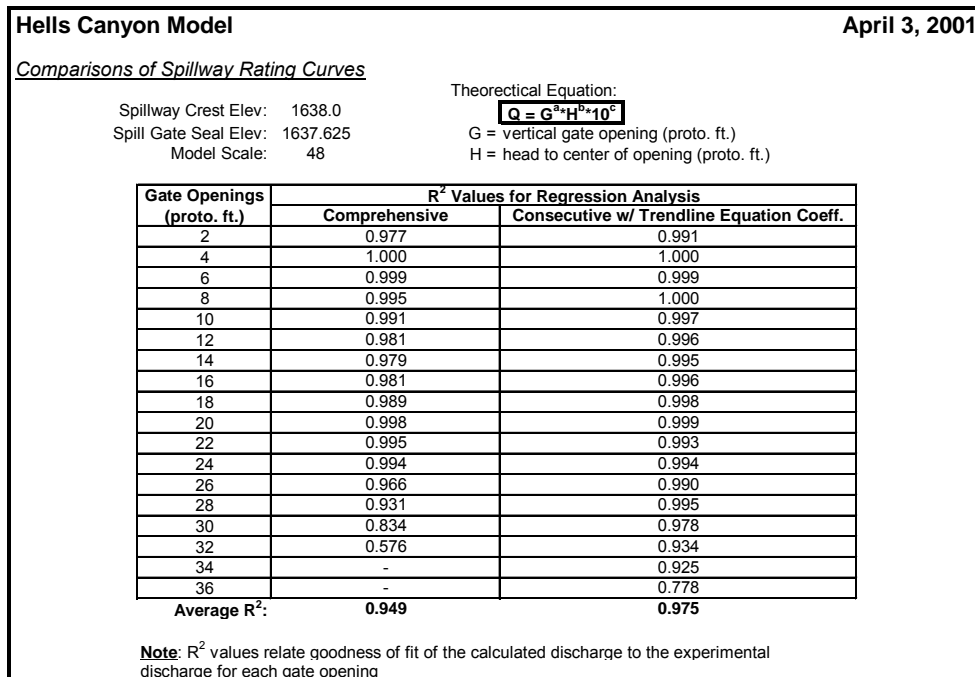 Hells Canyon Model April 3, 2001
Comparisons of Spillway Rating Curves
Theorectical Equation:
Spillway Crest Elev: 1638.0 Q = G^a*H^b*10^c
Spill Gate Seal Elev: 1637.625 G = vertical gate opening (proto. ft.)
Model Scale: 48 H = head to center of opening (proto. ft.)
Gate Openings R² Values for Regression Analysis
(proto. ft.) Comprehensive Consecutive w/ Trendline Equation Coeff.
2 0.977 0.991
4 1.000 1.000
6 0.999 0.999
8 0.995 1.000
10 0.991 0.997
12 0.981 0.996
14 0.979 0.995
16 0.981 0.996
18 0.989 0.998
20 0.998 0.999
22 0.995 0.993
24 0.994 0.994
26 0.966 0.990
28 0.931 0.995
30 0.834 0.978
32 0.576 0.934
34 - 0.925
36 - 0.778
Average R²: 0.949 0.975
Note: R² values relate goodness of fit of the calculated discharge to the experimental
discharge for each gate opening